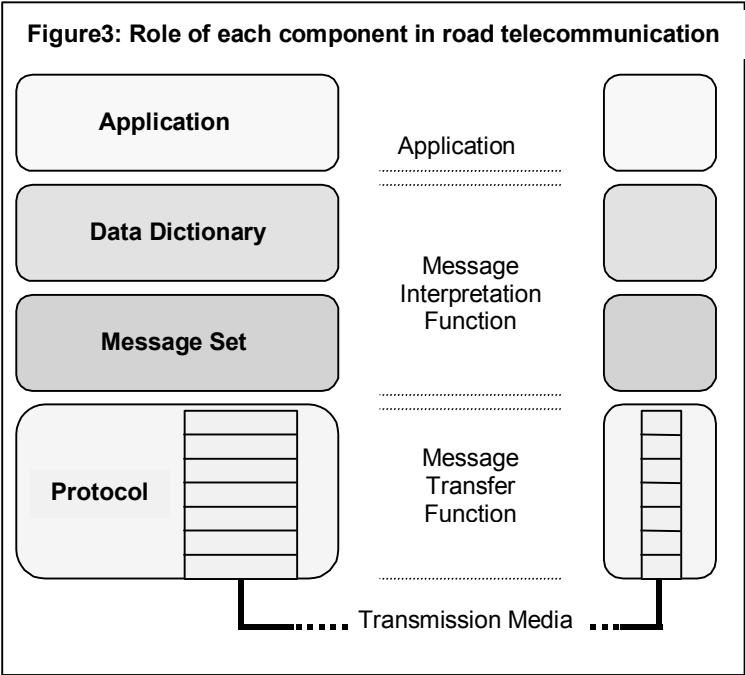 Figure3: Role of each component in road telecommunication
Application
Application
Data Dictionary
Message
Interpretation
Function
Message Set
Protocol
Message
Transfer
Function
Transmission Media